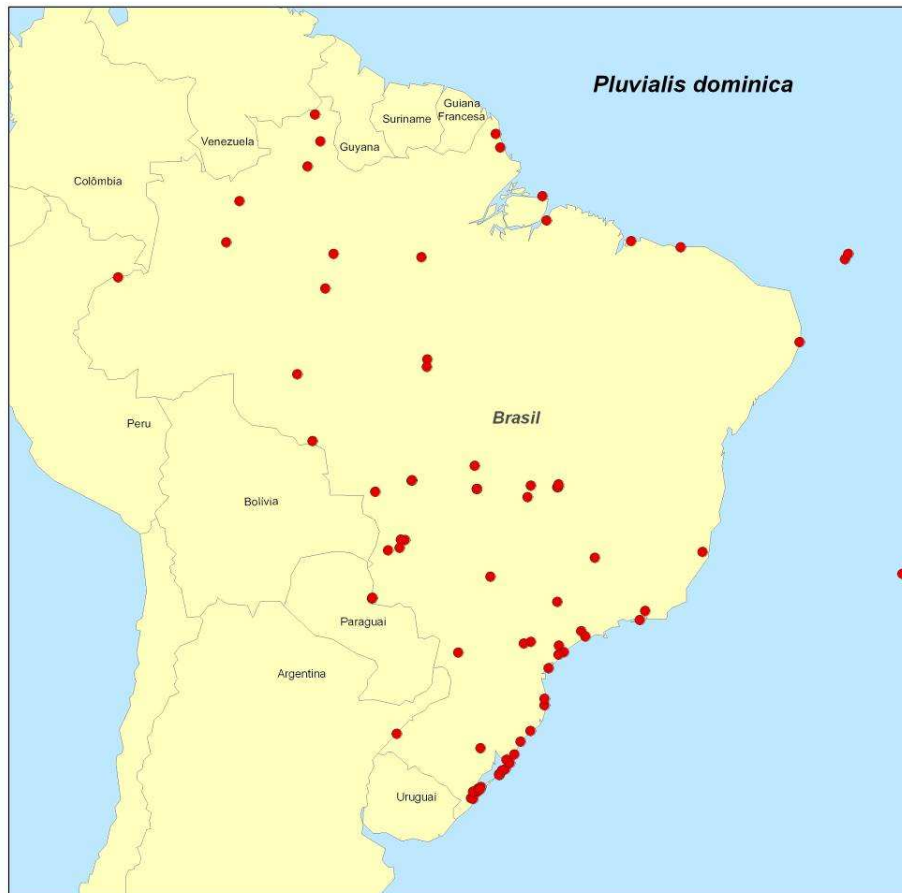 Pluvialis dominica
Guiana
Francesa
Suriname
Guyana
Venezuela
Colômbia
Brasil
Peru
Bolívia
Paraguai
Argentina
Uruguai